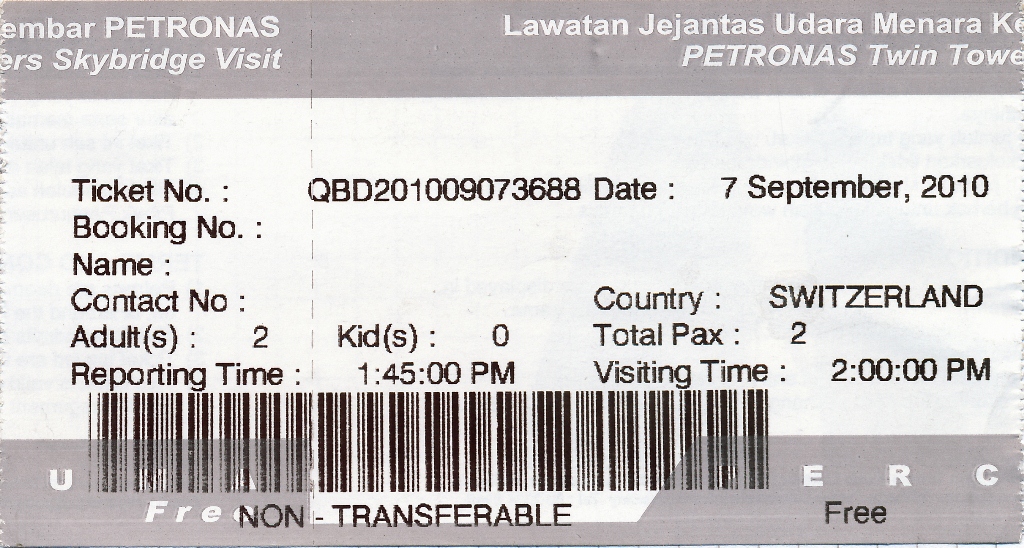 embar PETRONAS Lawatan Jejantas Udara Menara Ke
ers Skybridge Visit PETRONAS Twin Towe
Ticket No. : QBD201009073688 Date : 7 September, 2010
Booking No. :
Name :
Contact No : Country : SWITZERLAND
Adult(s) : 2 Kid(s) : 0 Total Pax : 2
Reporting Time : 1:45:00 PM Visiting Time : 2:00:00 PM
U M A P E R C
Free NON - TRANSFERABLE Free